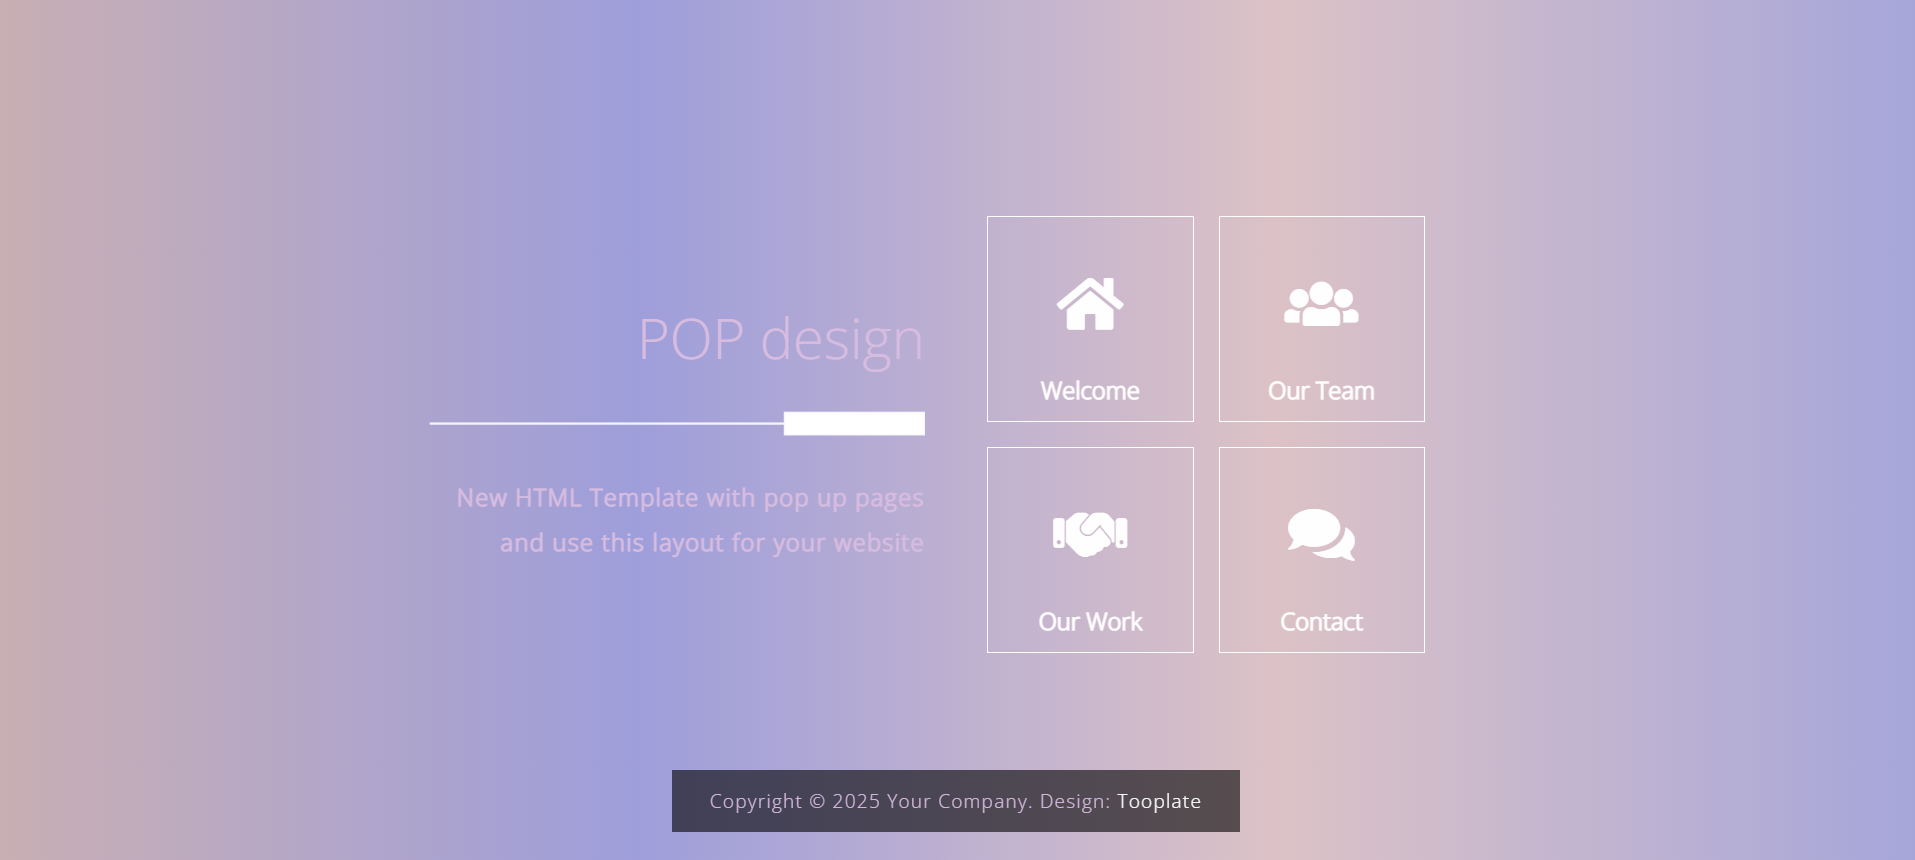 POP design
New HTML Template with pop up pages
and use this layout for your website
Welcome
Our Team
Our Work
Contact
Copyright © 2025 Your Company. Design: Tooplate